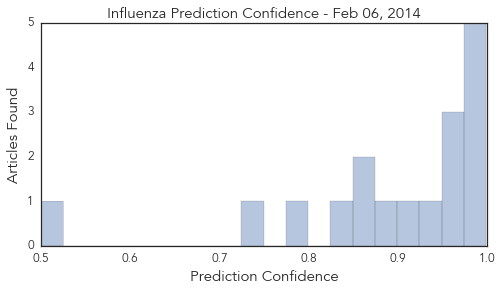 Influenza Prediction Confidence - Feb 06, 2014
Articles Found
5
4
3
2
1
0
0.5 0.6 0.7 0.8 0.9 1.0
Prediction Confidence